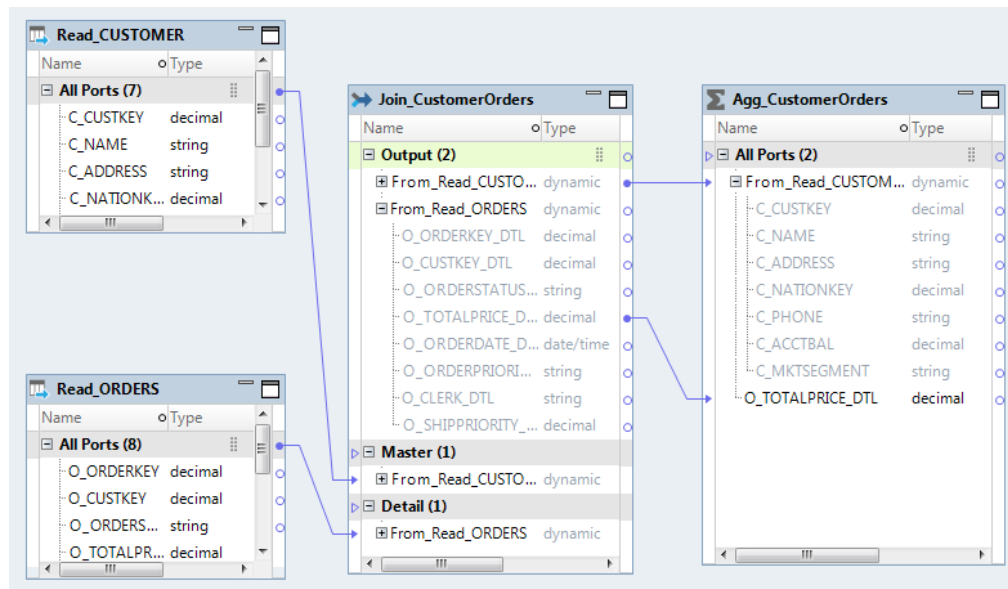 Read_CUSTOMER
Name Type
All Ports (7)
C_CUSTKEY decimal
C_NAME string
C_ADDRESS string
C_NATIONK... decimal
Read_ORDERS
Name Type
All Ports (8)
O_ORDERKEY decimal
O_CUSTKEY decimal
O_ORDERS... string
O_TOTALPR... decimal
Join_CustomerOrders
Name Type
Output (2)
From_Read_CUSTO... dynamic
From_Read_ORDERS dynamic
O_ORDERKEY_DTL decimal
O_CUSTKEY_DTL decimal
O_ORDERSTATUS... string
O_TOTALPRICE_D... decimal
O_ORDERDATE_D... date/time
O_ORDERPRIORI... string
O_CLERK_DTL string
O_SHIPPRIORITY_... decimal
Master (1)
From_Read_CUSTO... dynamic
Detail (1)
From_Read_ORDERS dynamic
Agg_CustomerOrders
Name Type
All Ports (2)
From_Read_CUSTOM... dynamic
C_CUSTKEY decimal
C_NAME string
C_ADDRESS string
C_NATIONKEY decimal
C_PHONE string
C_ACCTBAL decimal
C_MKTSEGMENT string
O_TOTALPRICE_DTL decimal